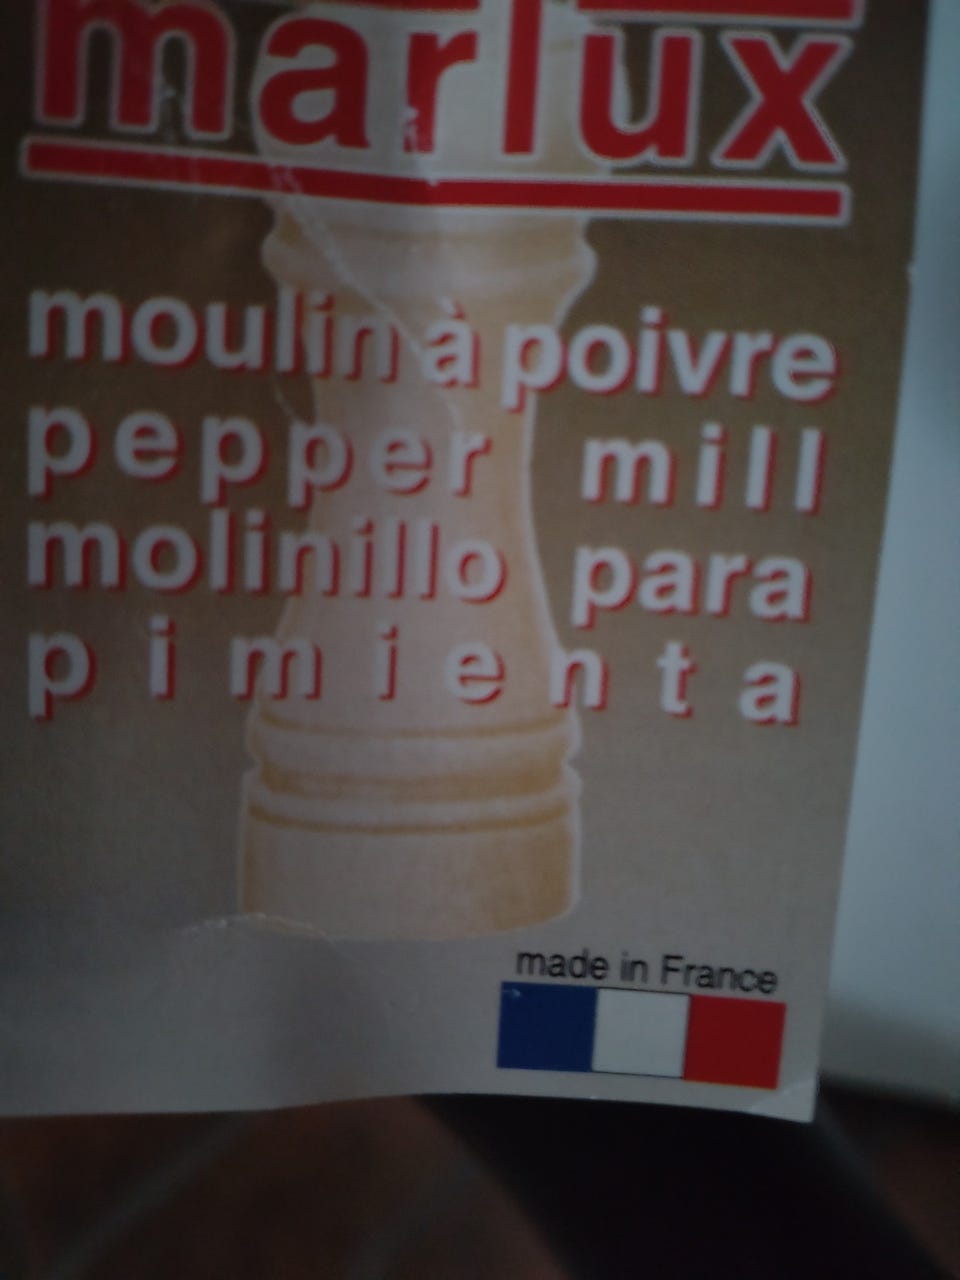 marlux
moulin à poivre
pepper mill
molinillo para
pimienta
made in France